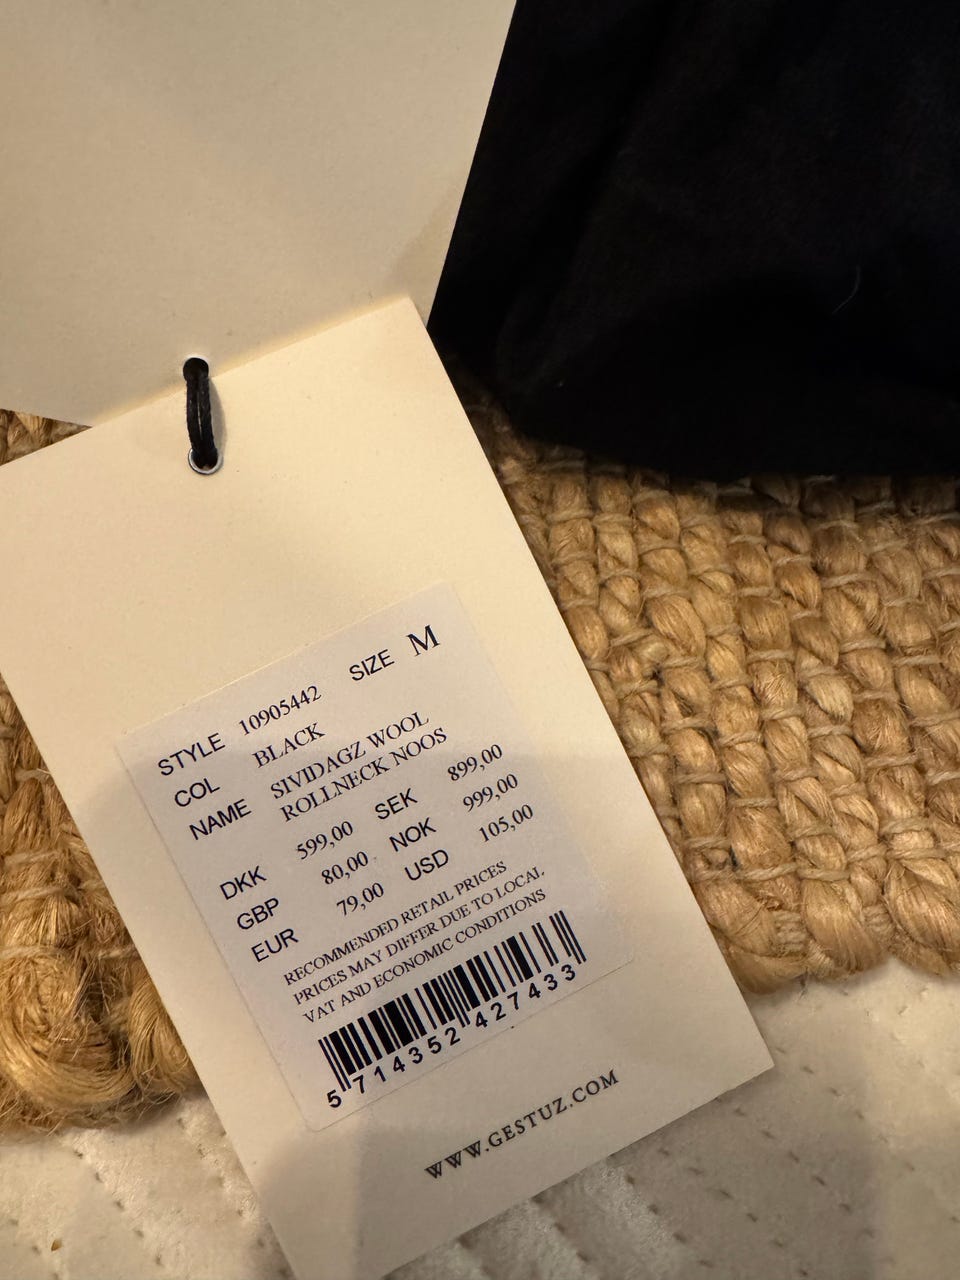 STYLE 10905442 SIZE M
COL BLACK
NAME SIVIDAGZ WOOL
ROLLNECK NOOS
DKK 599,00 SEK 899,00
GBP 80,00 NOK 999,00
EUR 79,00 USD 105,00
RECOMMENDED RETAIL PRICES
PRICES MAY DIFFER DUE TO LOCAL
VAT AND ECONOMIC CONDITIONS
5 714352 427433
WWW.GESTUZ.COM